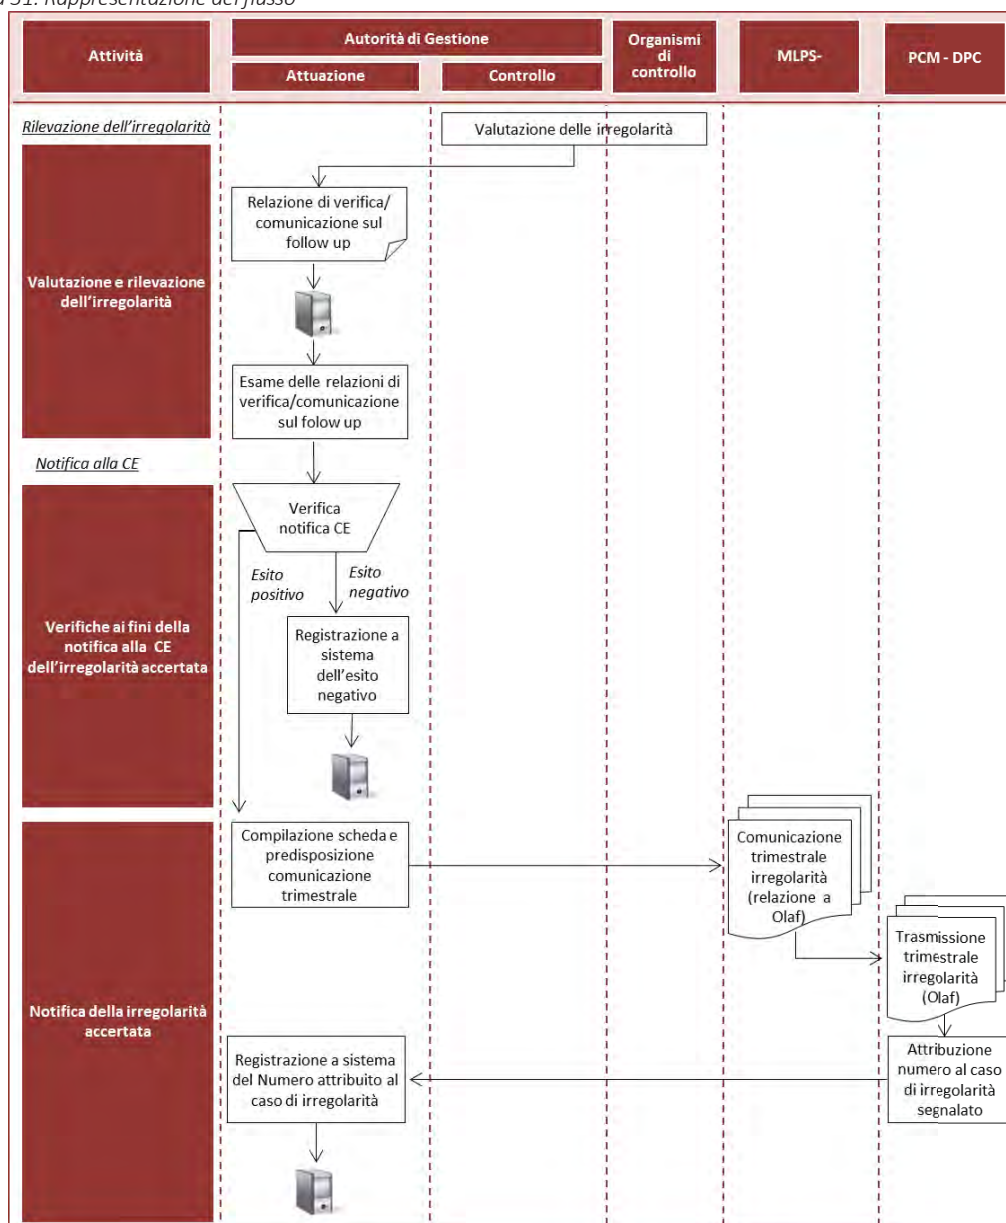 a 31: Rappresentazione del flusso
Attività
Autorità di Gestione
Attuazione
Controllo
Organismi
di
controllo
MLPS-
PCM - DPC
Rilevazione dell'irregolarità
Valutazione delle irregolarità
Relazione di verifica/
comunicazione sul
follow up
Valutazione e rilevazione
dell'irregolarità
Esame delle relazioni di
verifica/comunicazione
sul folow up
Notifica alla CE
Verifica
notifica CE
Esito
positivo
Esito
negativo
Verifiche ai fini della
notifica alla CE
dell'irregolarità accertata
Registrazione a
sistema
dell'esito
negativo
Compilazione scheda e
predisposizione
comunicazione
trimestrale
Comunicazione
trimestrale
irregolarità
(relazione a
Olaf)
Trasmissione
trimestrale
irregolarità
(Olaf)
Notifica della irregolarità
accertata
Registrazione a sistema
del Numero attribuito al
caso di irregolarità
Attribuzione
numero al caso
di irregolarità
segnalato